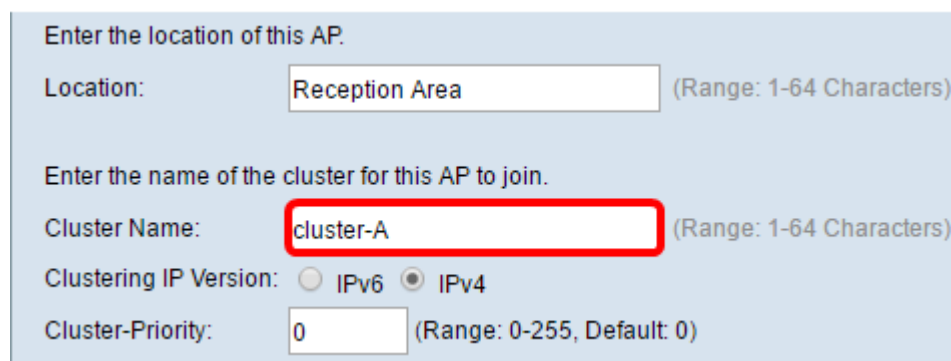 Enter the location of this AP.
Location: Reception Area (Range: 1-64 Characters)
Enter the name of the cluster for this AP to join.
Cluster Name: cluster-A (Range: 1-64 Characters)
Clustering IP Version: IPv6 IPv4
Cluster-Priority: 0 (Range: 0-255, Default: 0)